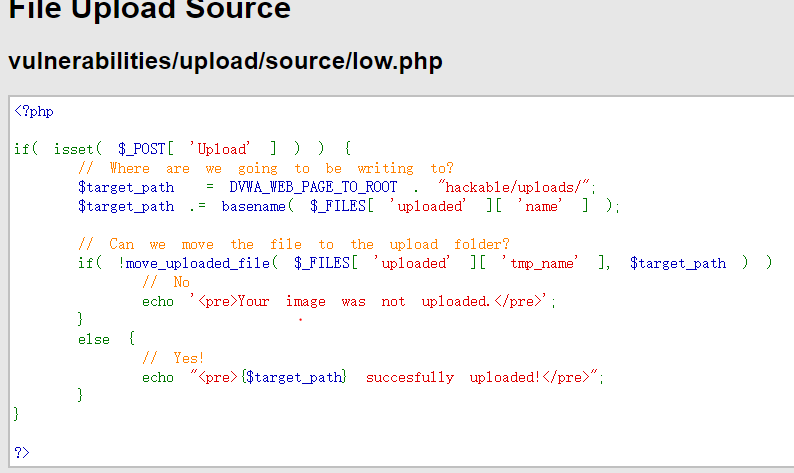 File Upload Source
vulnerabilities/upload/source/low.php
<?php
if( isset( $_POST[ 'Upload' ] ) ) {
// Where are we going to be writing to?
$target_path = DVWA_WEB_PAGE_TO_ROOT . "hackable/uploads/";
$target_path .= basename( $_FILES[ 'uploaded' ][ 'name' ] );
// Can we move the file to the upload folder?
if( !move_uploaded_file( $_FILES[ 'uploaded' ][ 'tmp_name' ], $target_path ) )
// No
echo '<pre>Your image was not uploaded.</pre>';
}
else {
// Yes!
echo "<pre>{$target_path} succesfully uploaded!</pre>";
}
}
?>